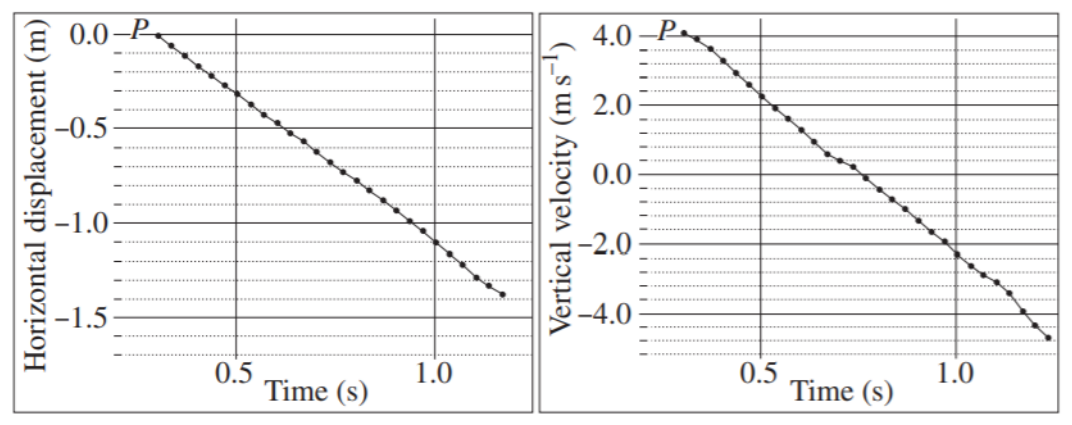 Horizontal displacement (m)
0.0
P
−0.5
−1.0
−1.5
0.5
1.0
Time (s)
Vertical velocity (m s⁻¹)
4.0
P
2.0
0.0
−2.0
−4.0
0.5
1.0
Time (s)